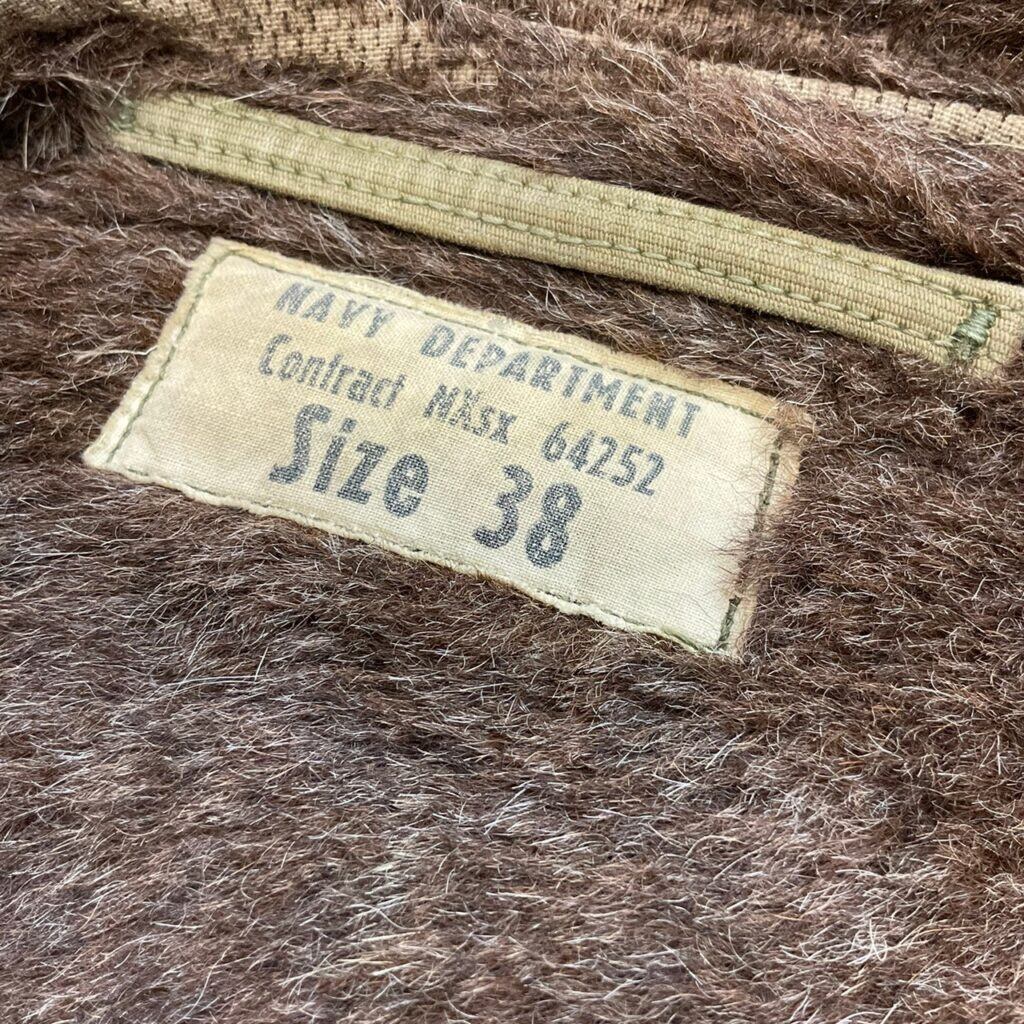 NAVY DEPARTMENT
Contract NXsx 64252
Size 38